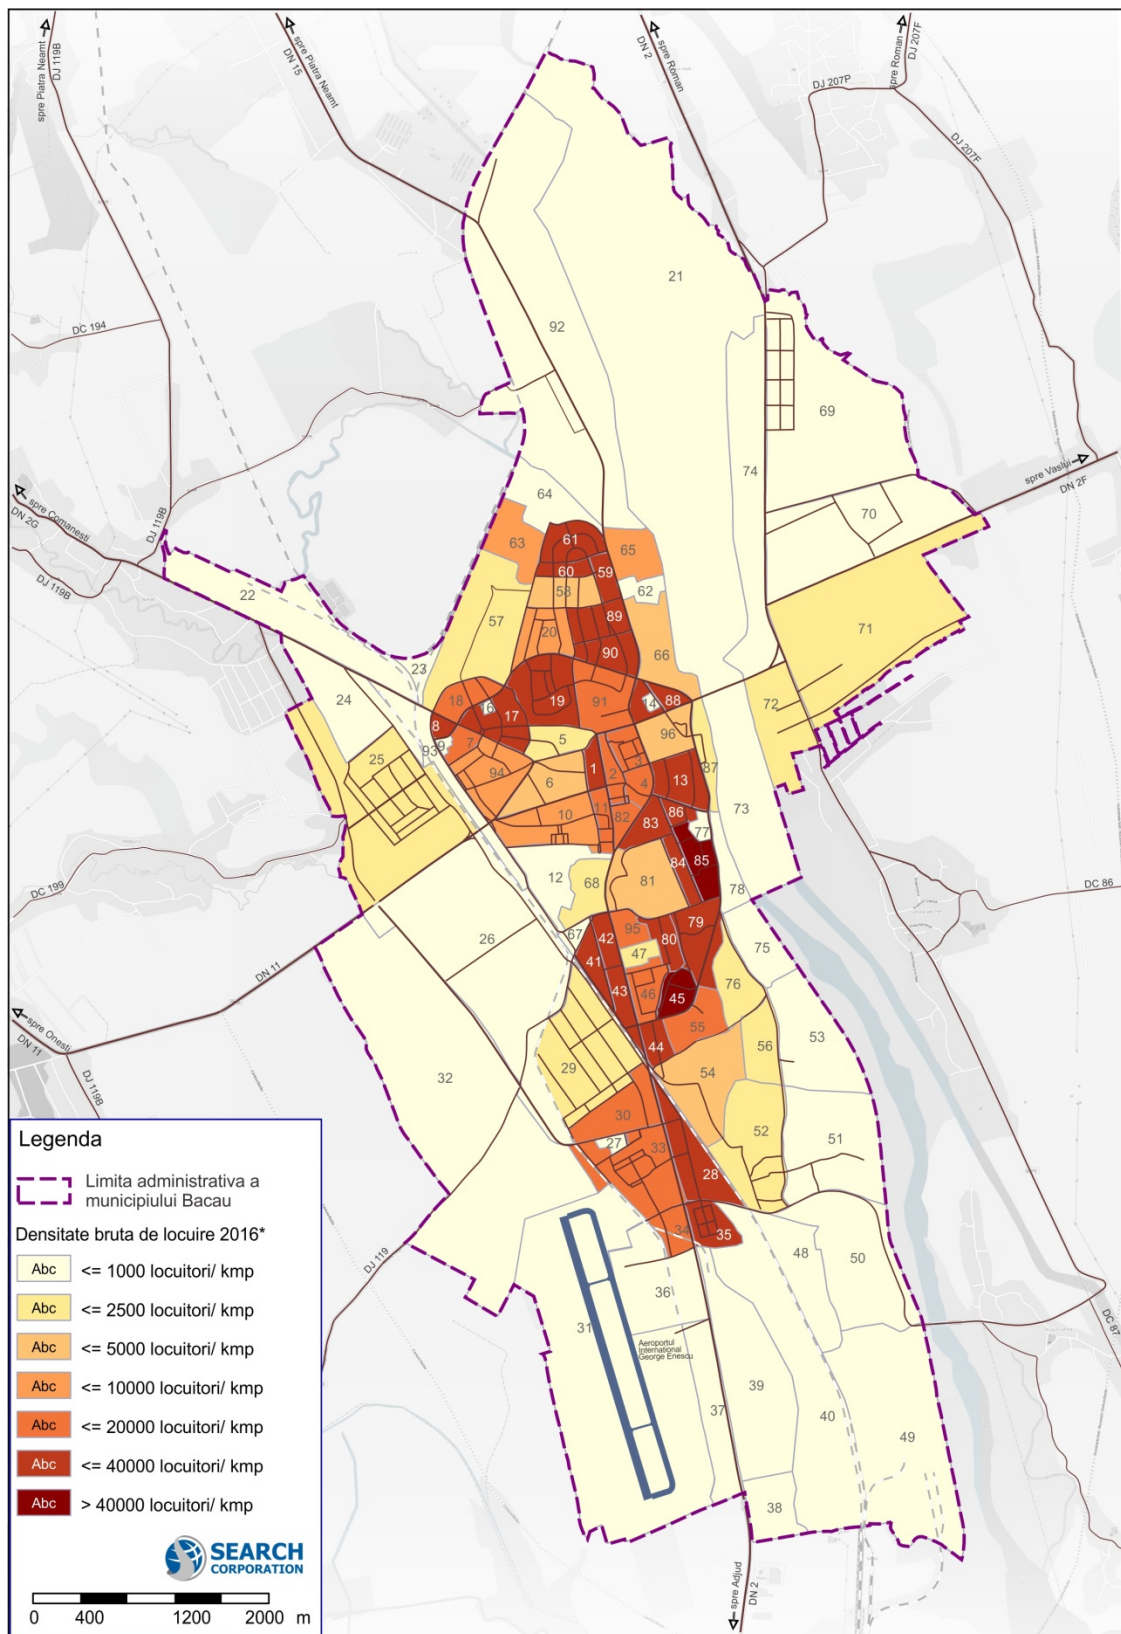 spre Piatra Neamt
DJ 119B
spre Piatra Neamt
DN 15
spre Roman
DN 2
spre Roman
DJ 207F
DJ 207P
DJ 207F
21
92
DC 194
69
74
spre Vaslui
DN 2F
64
70
spre Comanesti
DN 2G
DJ 119B
DJ 119B
61
63
65
60
59
58
62
22
57
89
20
71
66
90
23
24
18
16
17
19
91
14
88
72
8
93
9
7
5
96
25
3
87
94
6
1
2
4
13
73
10
11
82
83
86
77
84
85
12
68
81
78
DC 199
DC 86
67
42
95
79
26
80
47
41
75
DN 11
43
46
45
76
spre Onesti
DN 11
55
44
56
53
DJ 119B
32
29
54
30
52
51
27
33
28
34
35
48
50
DJ 119
36
31
DC 87
Aeroportul
International
George Enescu
39
37
40
49
38
spre Adjud
DN 2
Legenda
Limita administrativa a
municipiului Bacau
Densitate bruta de locuire 2016*
Abc <= 1000 locuitori/ kmp
Abc <= 2500 locuitori/ kmp
Abc <= 5000 locuitori/ kmp
Abc <= 10000 locuitori/ kmp
Abc <= 20000 locuitori/ kmp
Abc <= 40000 locuitori/ kmp
Abc > 40000 locuitori/ kmp
SEARCH
CORPORATION
0 400 1200 2000 m